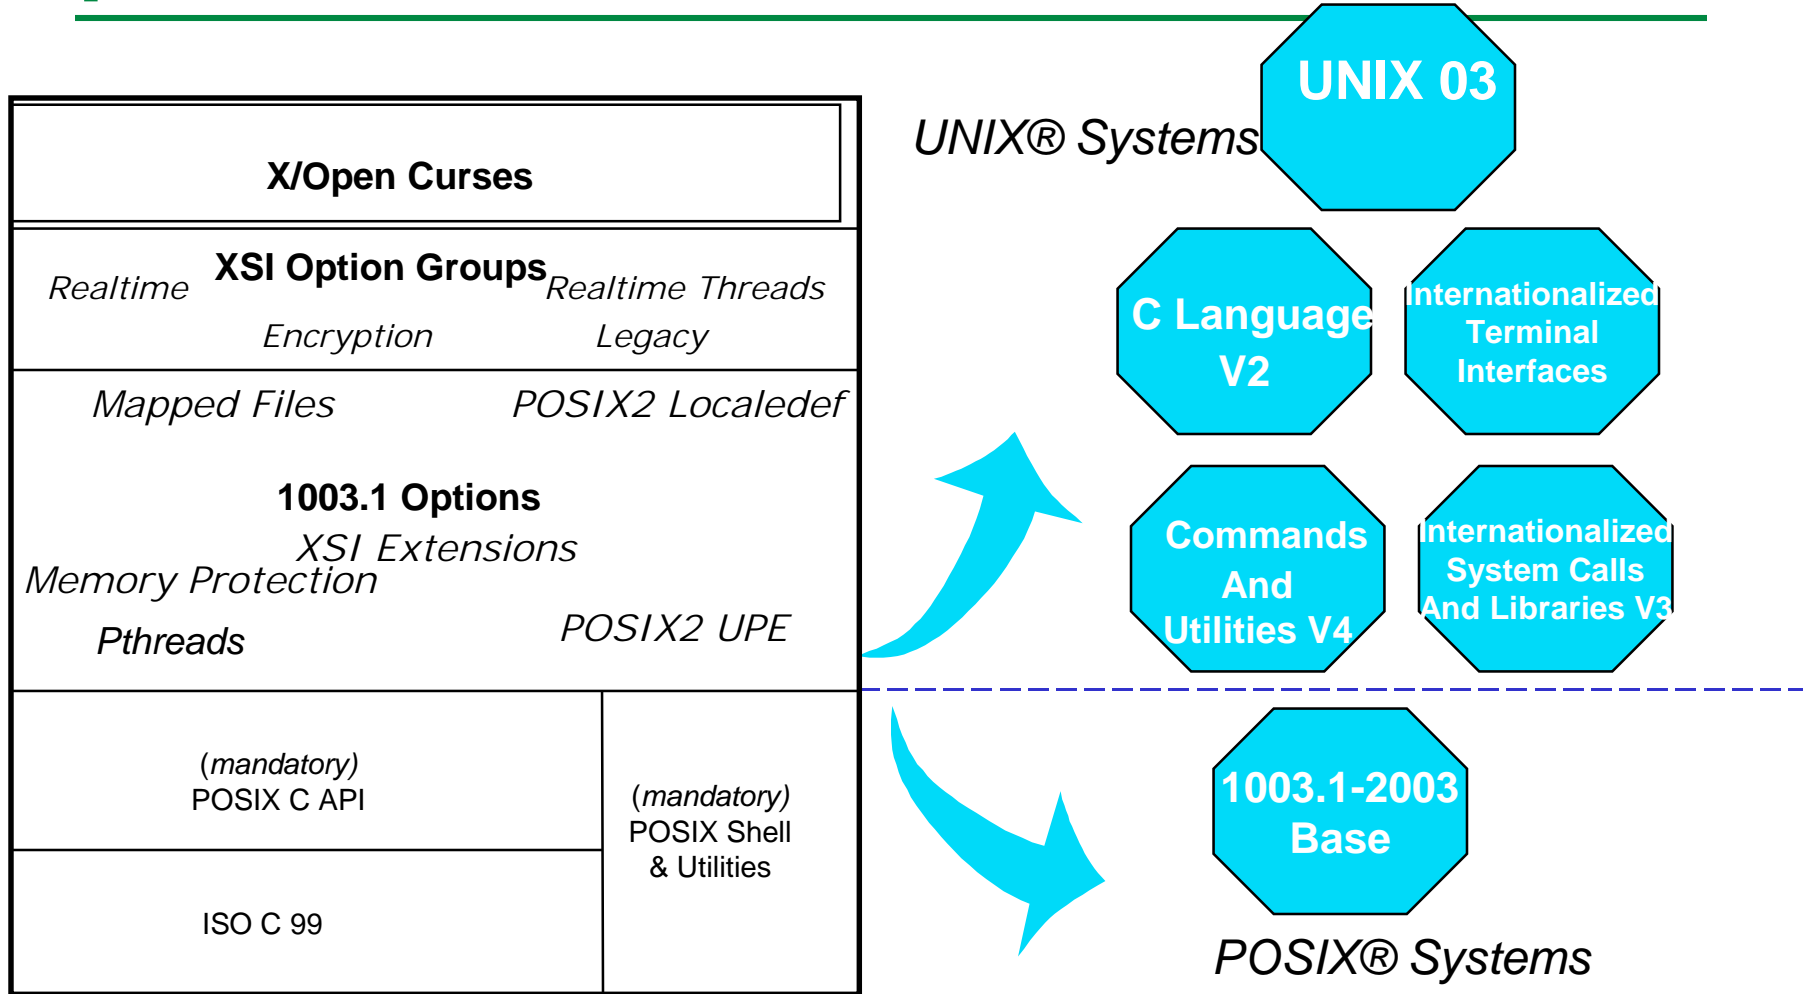 X/Open Curses
XSI Option Groups
Realtime
Realtime Threads
Encryption
Legacy
Mapped Files
POSIX2 Localedef
1003.1 Options
XSI Extensions
Memory Protection
Pthreads
POSIX2 UPE
(mandatory)
POSIX C API
(mandatory)
POSIX Shell
& Utilities
ISO C 99
UNIX® Systems
UNIX 03
C Language
V2
Internationalized
Terminal
Interfaces
Commands
And
Utilities V4
Internationalized
System Calls
And Libraries V3
1003.1-2003
Base
POSIX® Systems